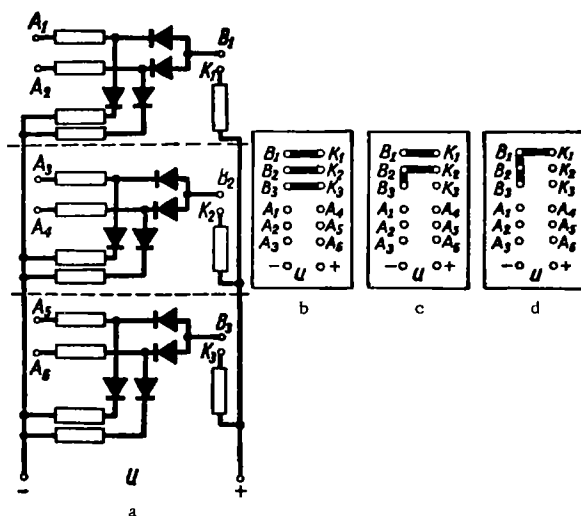 A1
B1
A2
K1
A3
B2
A4
K2
A5
B3
A6
K3
u
- +
a
B1 K1
B2 K2
B3 K3
A1 A4
A2 A5
A3 A6
- u +
b
B1 K1
B2 K2
B3 K3
A1 A4
A2 A5
A3 A6
- u +
c
B1 K1
B2 K2
B3 K3
A1 A4
A2 A5
A3 A6
- u +
d